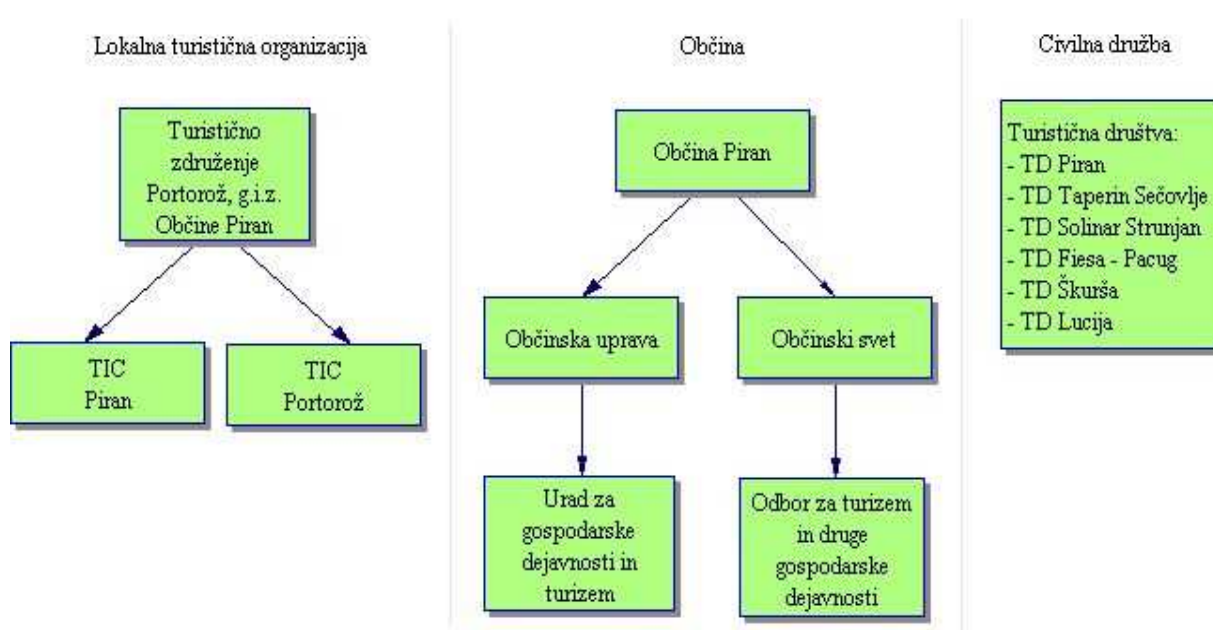 Lokalna turistična organizacija
Turistično
združenje
Portorož, g.i.z.
Občine Piran
TIC
Piran
TIC
Portorož
Občina
Občina Piran
Občinska uprava
Občinski svet
Urad za
gospodarske
dejavnosti in
turizem
Odbor za turizem
in druge
gospodarske
dejavnosti
Civilna družba
Turistična društva:
- TD Piran
- TD Taperin Sečovlje
- TD Solinar Strunjan
- TD Fiesa - Pacug
- TD Škurša
- TD Lucija